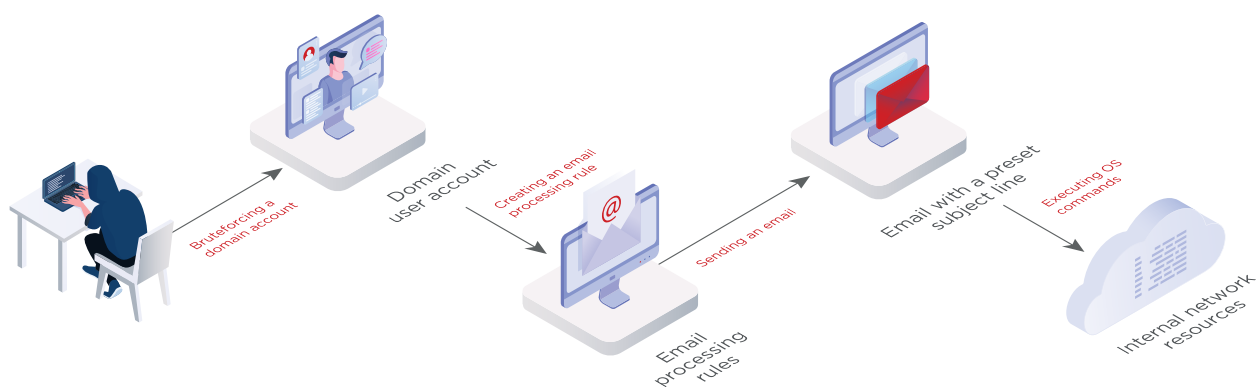 Bruteforcing a
domain account
Domain
user account
Creating an email
processing rule
@
Email
processing
rules
Sending an email
Email with a preset
subject line
Executing OS
commands
Internal network
resources